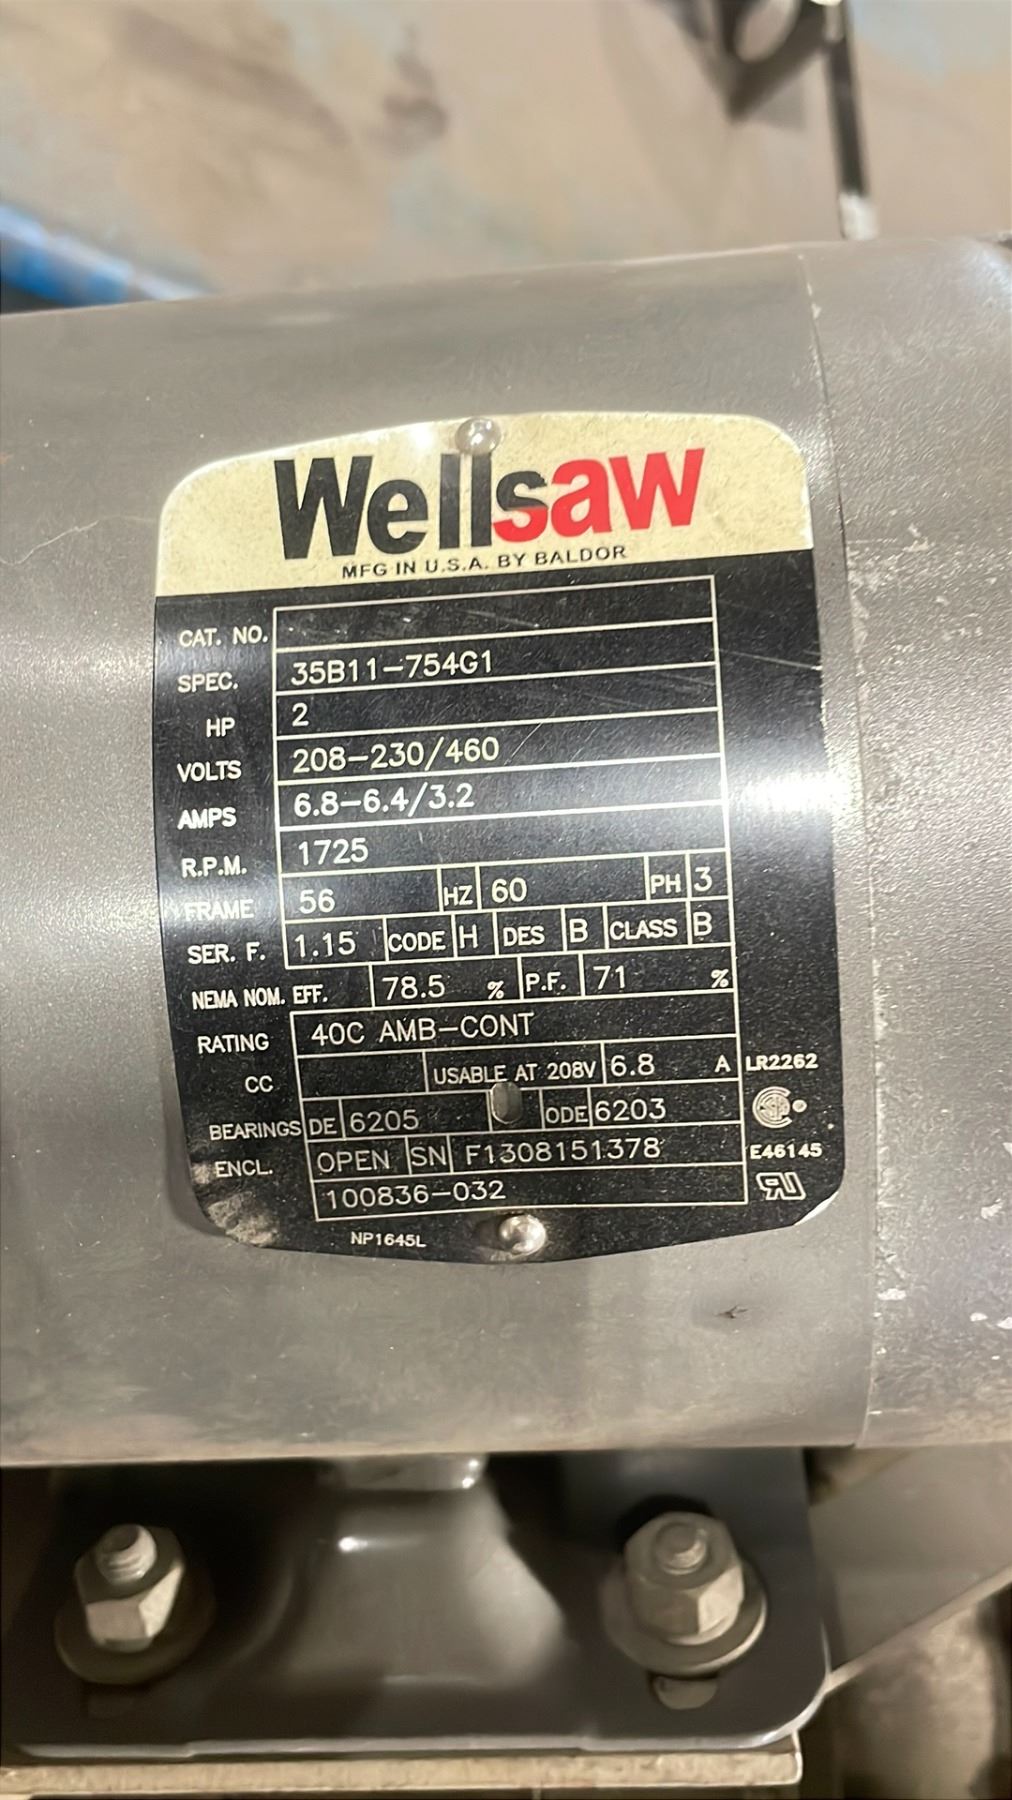 Wellsaw
MFG IN U.S.A. BY BALDOR
CAT. NO.
SPEC. 35B11-754G1
HP 2
VOLTS 208-230/460
AMPS 6.8-6.4/3.2
R.P.M. 1725
FRAME 56 HZ 60 PH 3
SER. F. 1.15 CODE H DES B CLASS B
NEMA NOM. EFF. 78.5 % P.F. 71 %
RATING 40C AMB-CONT
CC USABLE AT 208V 6.8 A LR2262
BEARINGS DE 6205 ODE 6203
ENCL. OPEN SN F1308151378 E46145
100836-032
NP1645L